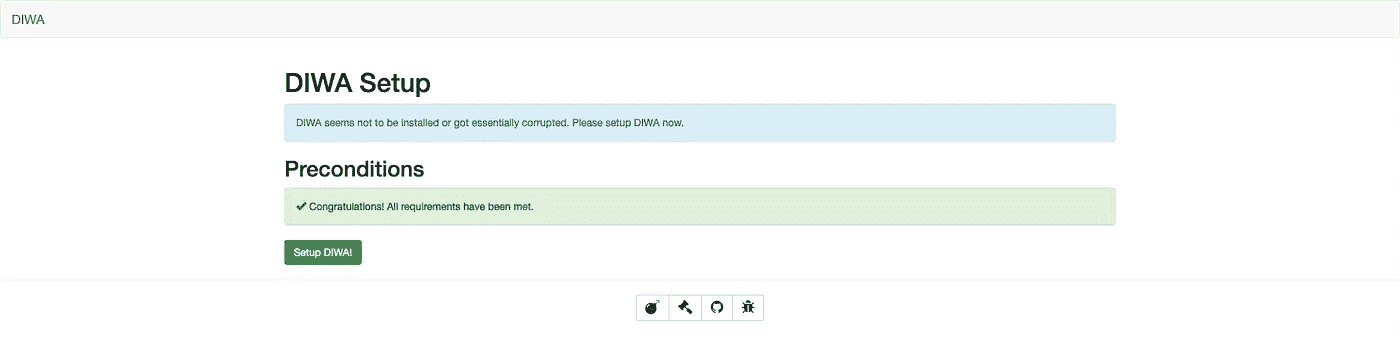 DIWA
DIWA Setup
DIWA seems not to be installed or got essentially corrupted. Please setup DIWA now.
Preconditions
✔ Congratulations! All requirements have been met.
Setup DIWA!